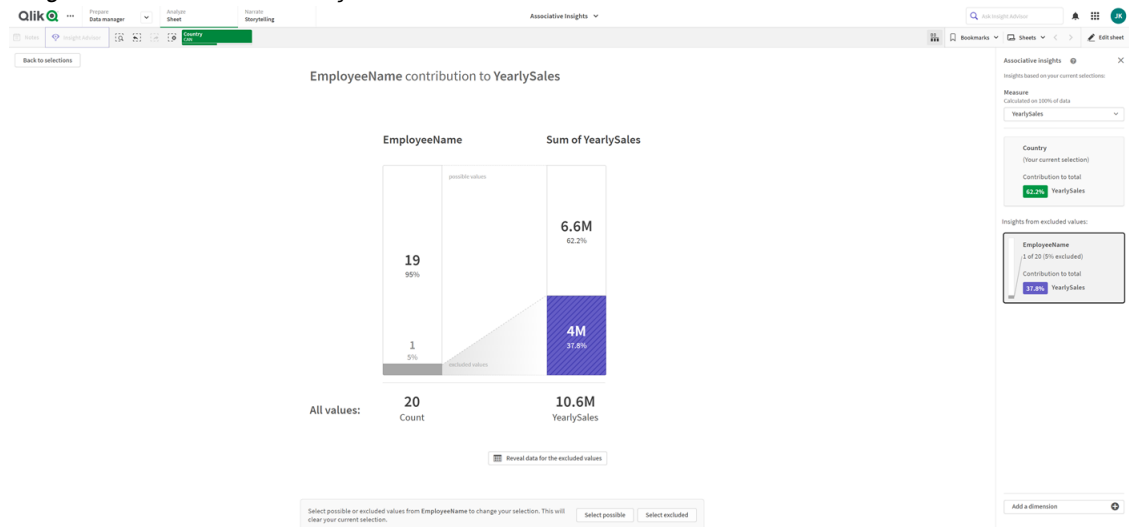 Qlik
Prepare
Data manager
Analyze
Sheet
Narrate
Storytelling
Associative Insights
Ask Insight Advisor
JK
Notes
Insight Advisor
Country
CAN
Bookmarks
Sheets
Edit sheet
Back to selections
EmployeeName contribution to YearlySales
EmployeeName
Sum of YearlySales
possible values
6.6M
62.2%
19
95%
4M
37.8%
1
5%
excluded values
All values:
20
Count
10.6M
YearlySales
Reveal data for the excluded values
Select possible or excluded values from EmployeeName to change your selection. This will
clear your current selection.
Select possible
Select excluded
Associative insights
Insights based on your current selections:
Measure
Calculated on 100% of data
YearlySales
Country
(Your current selection)
Contribution to total
62.2% YearlySales
Insights from excluded values:
EmployeeName
1 of 20 (5% excluded)
Contribution to total
37.8% YearlySales
Add a dimension